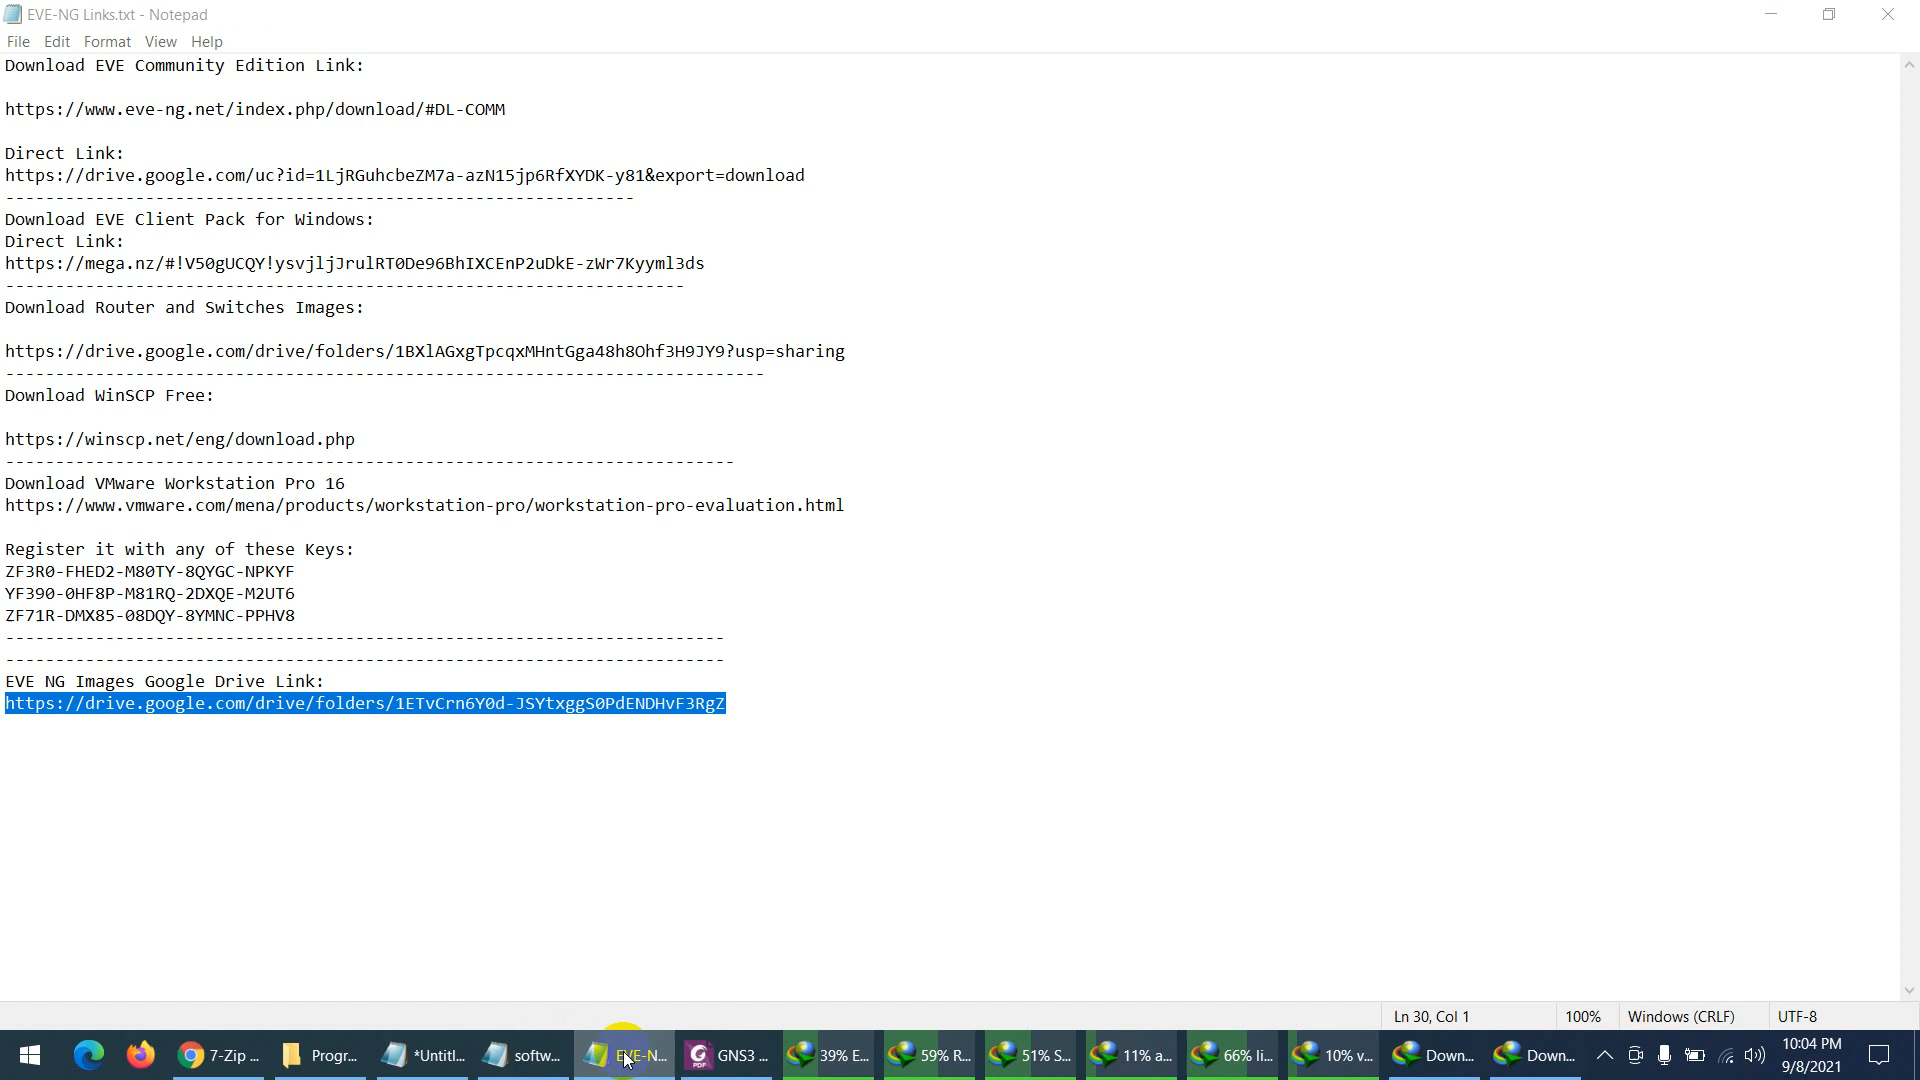 EVE-NG Links.txt - Notepad
File Edit Format View Help
Download EVE Community Edition Link:
https://www.eve-ng.net/index.php/download/#DL-COMM
Direct Link:
https://drive.google.com/uc?id=1LjRGuhcbeZM7a-azN15jp6RfXYDK-y81&export=download
---------------------------------------------------------------
Download EVE Client Pack for Windows:
Direct Link:
https://mega.nz/#!V50gUCQY!ysvjljJrulRT0De96BhIXCEnP2uDkE-zWr7Kyyml3ds
--------------------------------------------------------------------
Download Router and Switches Images:
https://drive.google.com/drive/folders/1BXlAGxgTpcqxMHntGga48h8Ohf3H9JY9?usp=sharing
----------------------------------------------------------------------------
Download WinSCP Free:
https://winscp.net/eng/download.php
-------------------------------------------------------------------------
Download VMware Workstation Pro 16
https://www.vmware.com/mena/products/workstation-pro/workstation-pro-evaluation.html
Register it with any of these Keys:
ZF3R0-FHED2-M80TY-8QYGC-NPKYF
YF390-0HF8P-M81RQ-2DXQE-M2UT6
ZF71R-DMX85-08DQY-8YMNC-PPHV8
------------------------------------------------------------------------
------------------------------------------------------------------------
EVE NG Images Google Drive Link:
https://drive.google.com/drive/folders/1ETvCrn6Y0d-JSYtxggS0PdENDHvF3RgZ
Ln 30, Col 1 100% Windows (CRLF) UTF-8
7-Zip ... Progr... *Untitl... softw... EVE-N... GNS3 ... 39% E... 59% R... 51% S... 11% a... 66% li... 10% v... Down... Down... 10:04 PM
9/8/2021